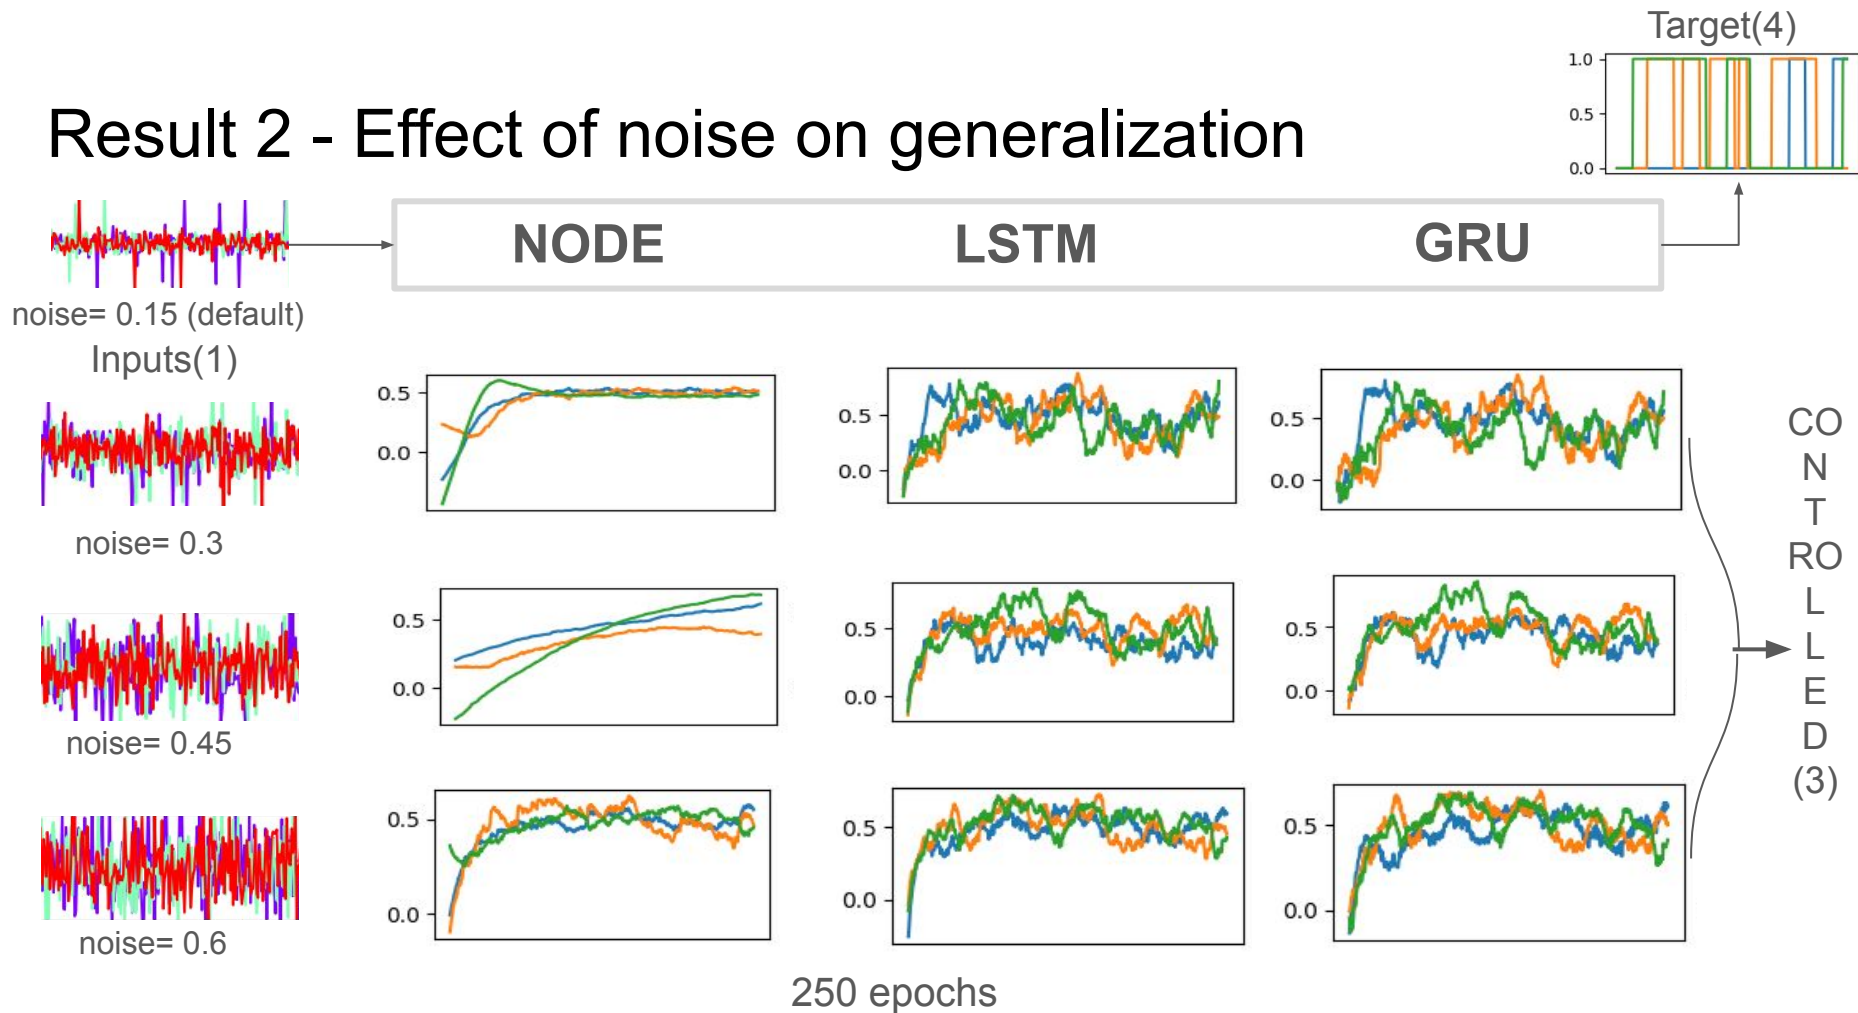 Target(4)
1.0
0.5
0.0
Result 2 - Effect of noise on generalization
NODE LSTM GRU
noise= 0.15 (default)
Inputs(1)
0.5
0.0
0.5
0.0
0.5
0.0
noise= 0.3
0.5
0.0
0.5
0.0
0.5
0.0
noise= 0.45
0.5
0.0
0.5
0.0
0.5
0.0
noise= 0.6
CO
N
T
RO
L
L
E
D
(3)
250 epochs